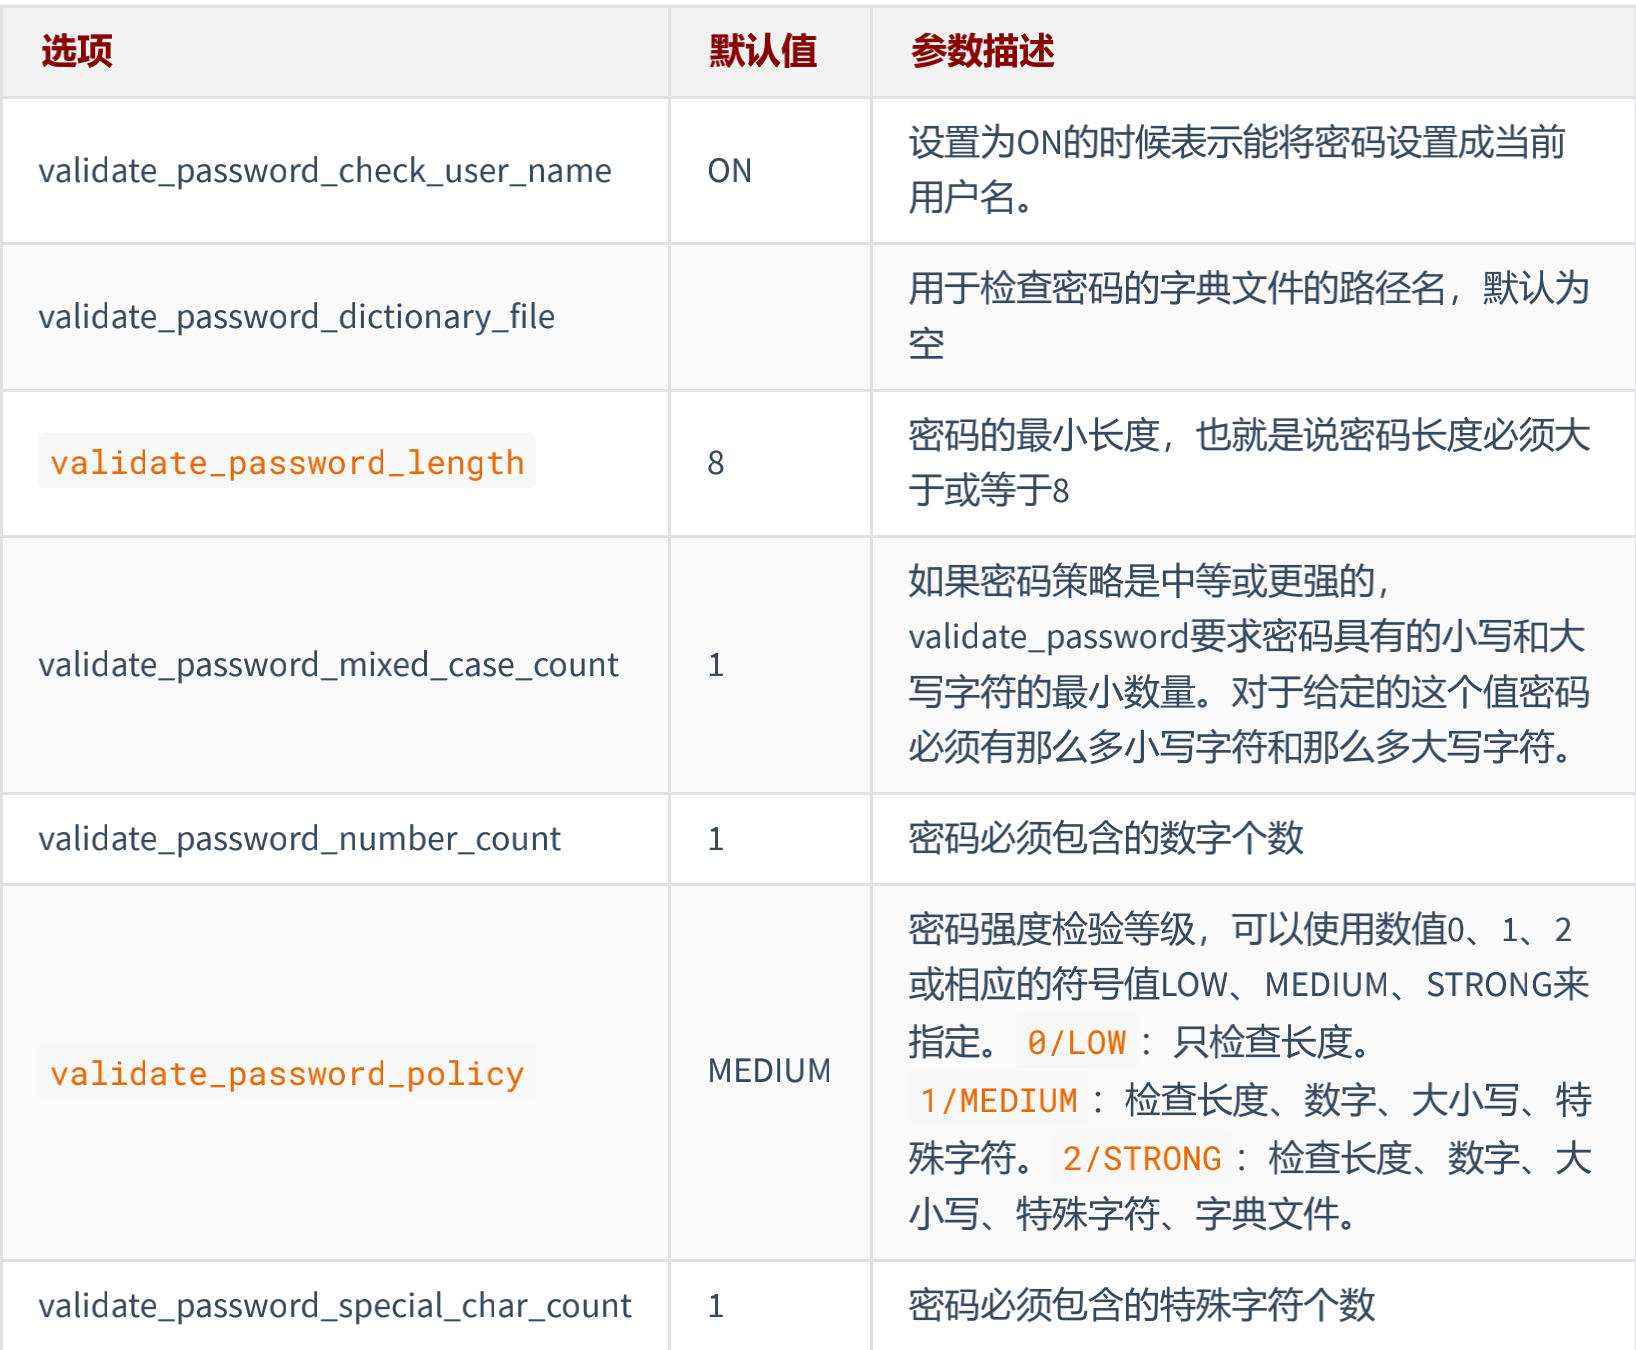 选项
默认值
参数描述
validate_password_check_user_name
ON
设置为ON的时候表示能将密码设置成当前
用户名。
validate_password_dictionary_file
用于检查密码的字典文件的路径名，默认为
空
validate_password_length
8
密码的最小长度，也就是说密码长度必须大
于或等于8
validate_password_mixed_case_count
1
如果密码策略是中等或更强的，
validate_password要求密码具有的小写和大
写字符的最小数量。对于给定的这个值密码
必须有那么多小写字符和那么多大写字符。
validate_password_number_count
1
密码必须包含的数字个数
validate_password_policy
MEDIUM
密码强度检验等级，可以使用数值0、1、2
或相应的符号值LOW、MEDIUM、STRONG来
指定。 0/LOW ：只检查长度。
1/MEDIUM ：检查长度、数字、大小写、特
殊字符。 2/STRONG ：检查长度、数字、大
小写、特殊字符、字典文件。
validate_password_special_char_count
1
密码必须包含的特殊字符个数